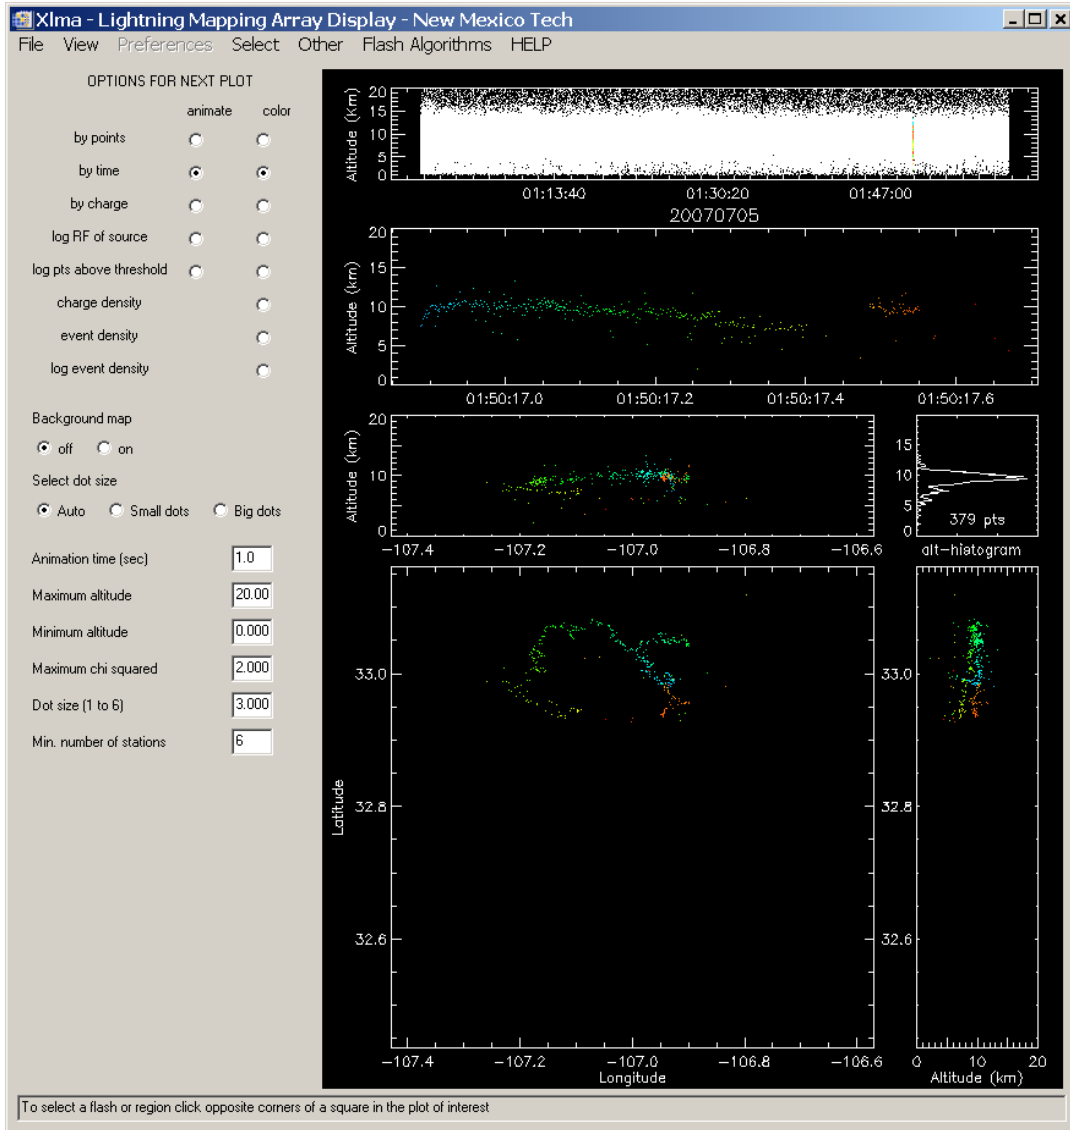 Xlma - Lightning Mapping Array Display - New Mexico Tech
File View Preferences Select Other Flash Algorithms HELP
OPTIONS FOR NEXT PLOT
animate color
by points
by time
by charge
log RF of source
log pts above threshold
charge density
event density
log event density
Background map
off on
Select dot size
Auto Small dots Big dots
Animation time (sec) 1.0
Maximum altitude 20.00
Minimum altitude 0.000
Maximum chi squared 2.000
Dot size (1 to 6) 3.000
Min. number of stations 6
Altitude (km)
20
15
10
5
0
01:13:40 01:30:20 01:47:00
20070705
Altitude (km)
20
15
10
5
0
01:50:17.0 01:50:17.2 01:50:17.4 01:50:17.6
Altitude (km)
20
10
0
-107.4 -107.2 -107.0 -106.8 -106.6
15
10
5
0
379 pts
alt-histogram
Latitude
33.0
32.8
32.6
-107.4 -107.2 -107.0 -106.8 -106.6
Longitude
33.0
32.8
32.6
0 10 20
Altitude (km)
To select a flash or region click opposite corners of a square in the plot of interest